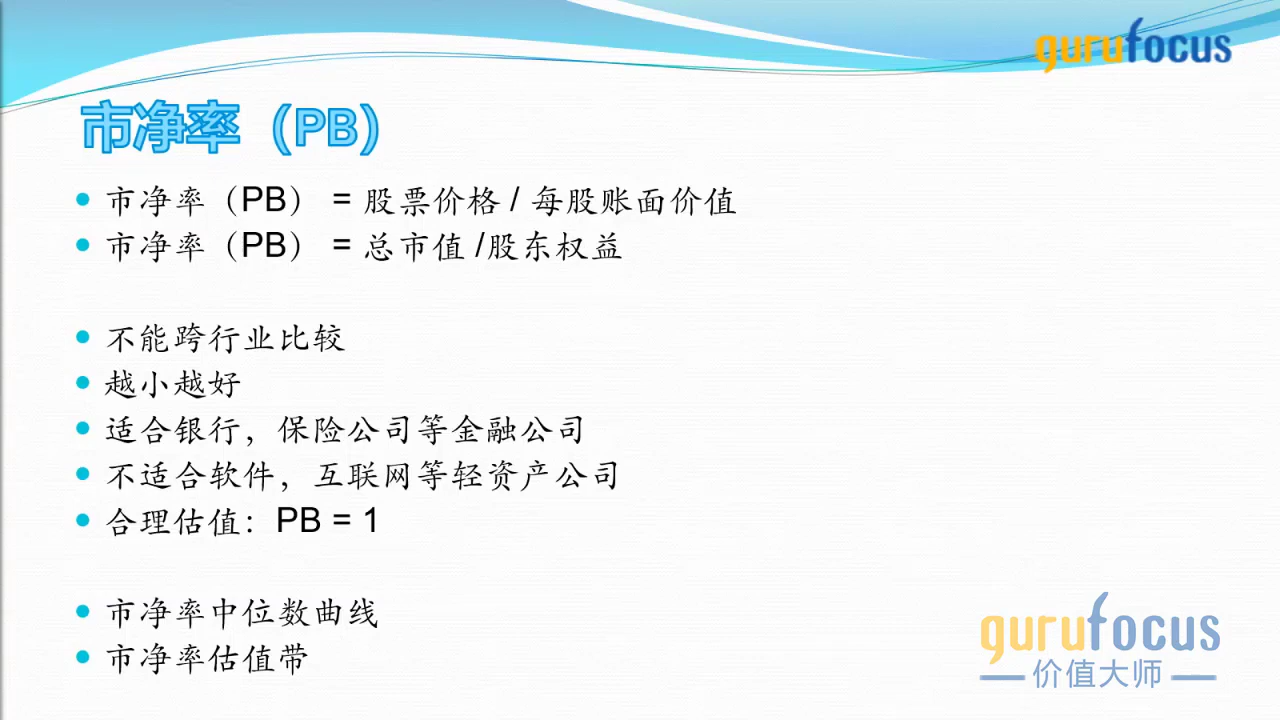 gurufocus
市净率（PB）
市净率（PB） = 股票价格 / 每股账面价值
市净率（PB） = 总市值 /股东权益
不能跨行业比较
越小越好
适合银行，保险公司等金融公司
不适合软件，互联网等轻资产公司
合理估值：PB = 1
市净率中位数曲线
市净率估值带
gurufocus
价值大师